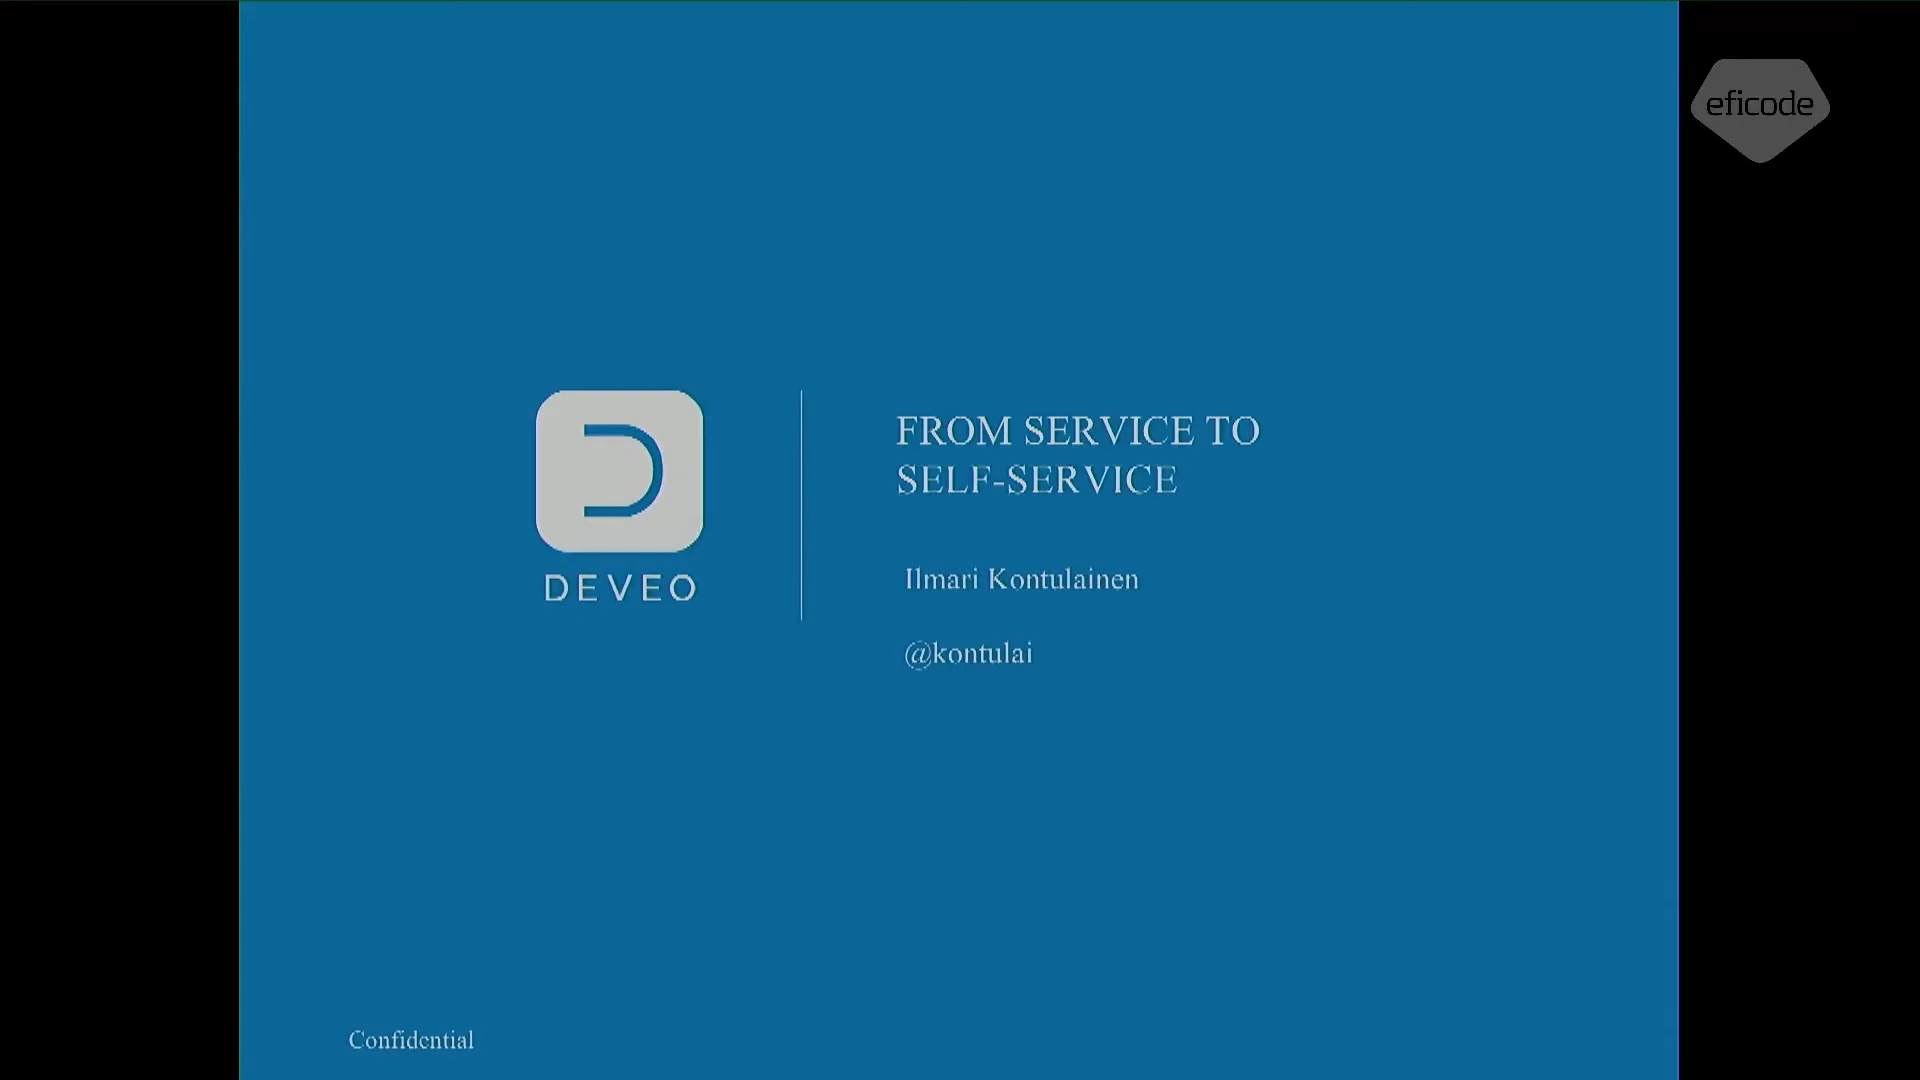 eficode
FROM SERVICE TO
SELF-SERVICE
DEVEO
Ilmari Kontulainen
@kontulai
Confidential